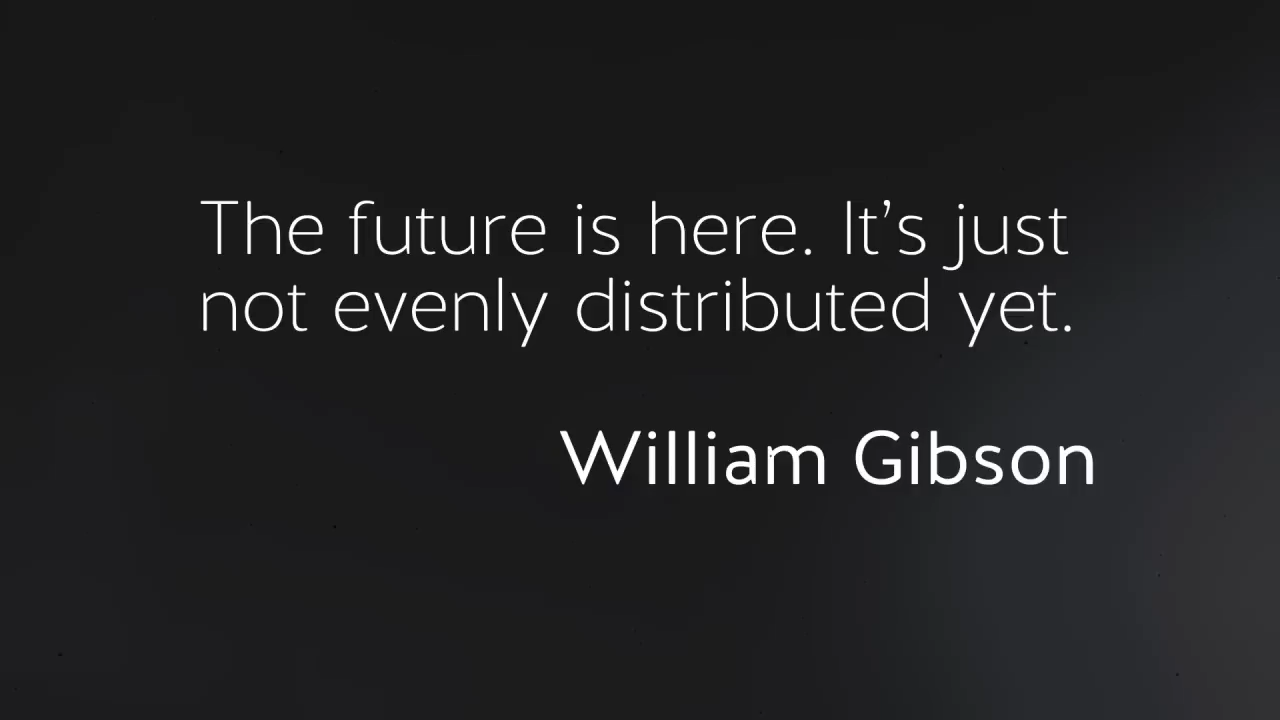 The future is here. It’s just
not evenly distributed yet.
William Gibson